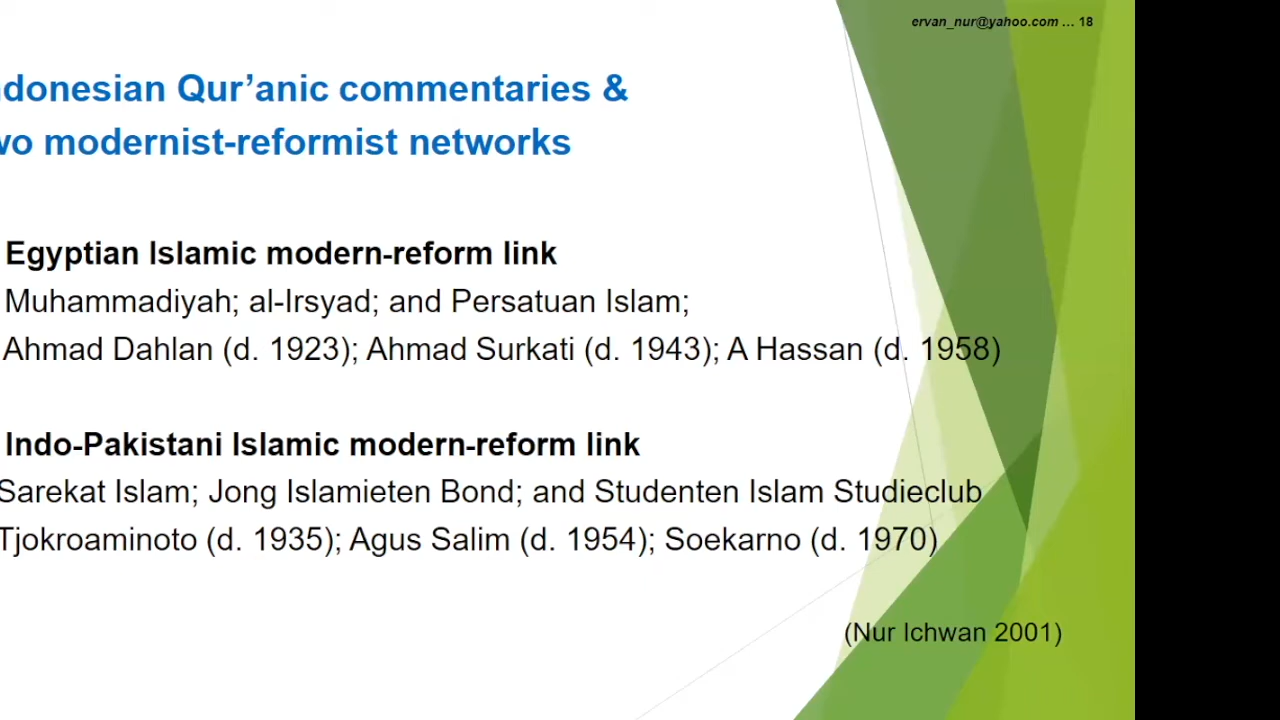 ervan_nur@yahoo.com ... 18
ndonesian Qur’anic commentaries &
wo modernist-reformist networks
Egyptian Islamic modern-reform link
Muhammadiyah; al-Irsyad; and Persatuan Islam;
Ahmad Dahlan (d. 1923); Ahmad Surkati (d. 1943); A Hassan (d. 1958)
Indo-Pakistani Islamic modern-reform link
Sarekat Islam; Jong Islamieten Bond; and Studenten Islam Studieclub
Tjokroaminoto (d. 1935); Agus Salim (d. 1954); Soekarno (d. 1970)
(Nur Ichwan 2001)